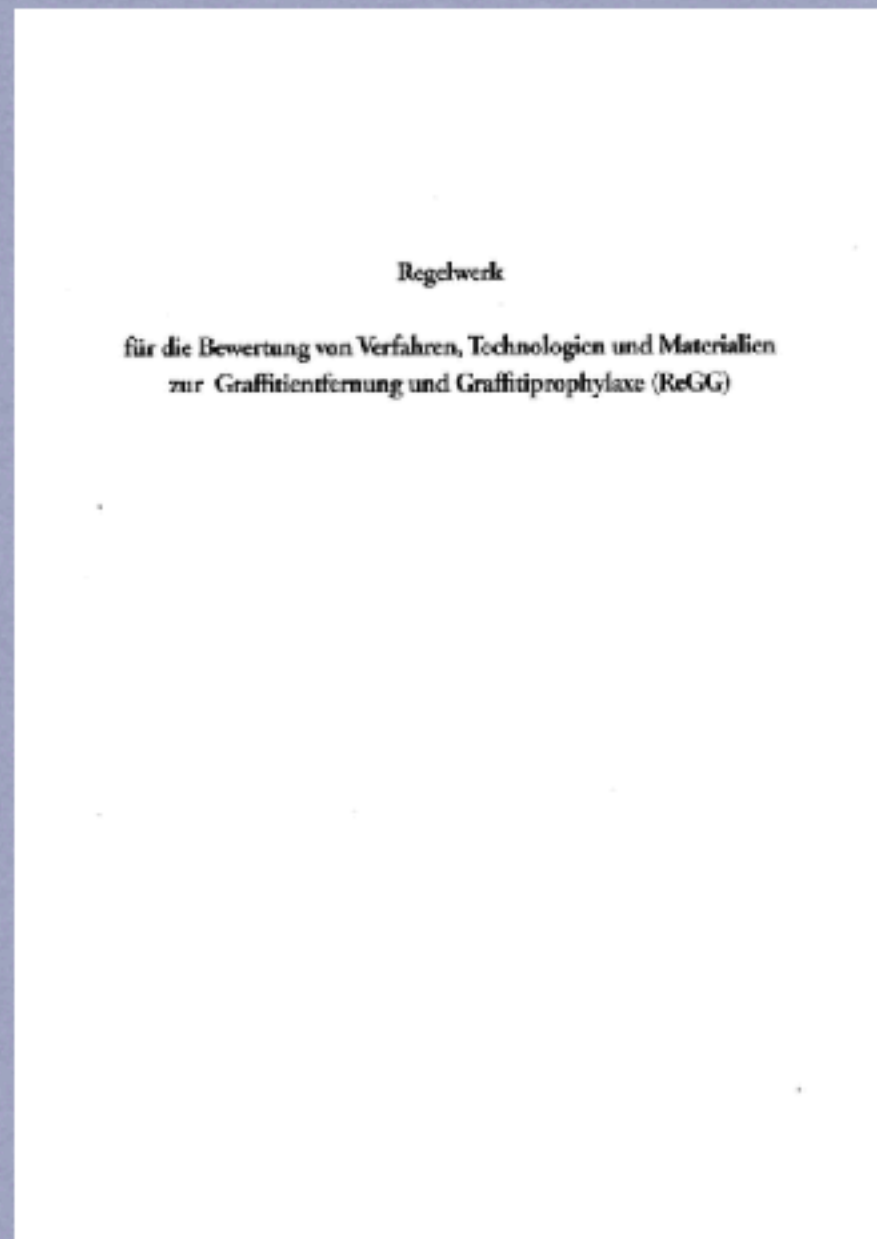 Regelwerk
für die Bewertung von Verfahren, Technologien und Materialien
zur Graffitientfernung und Graffitiprophylaxe (ReGG)